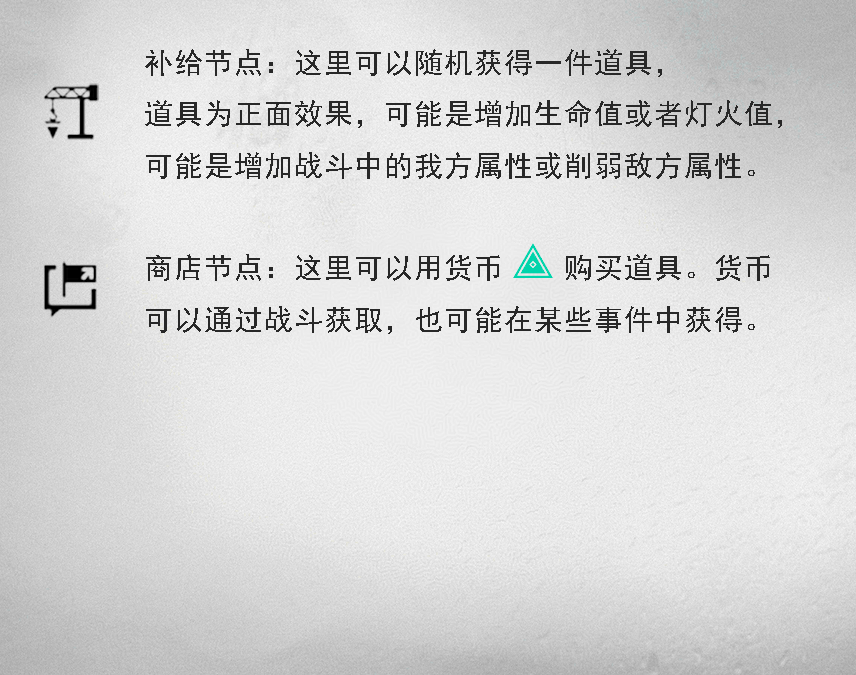 补给节点：这里可以随机获得一件道具，
道具为正面效果，可能是增加生命值或者灯火值，
可能是增加战斗中的我方属性或削弱敌方属性。
商店节点：这里可以用货币 购买道具。货币
可以通过战斗获取，也可能在某些事件中获得。